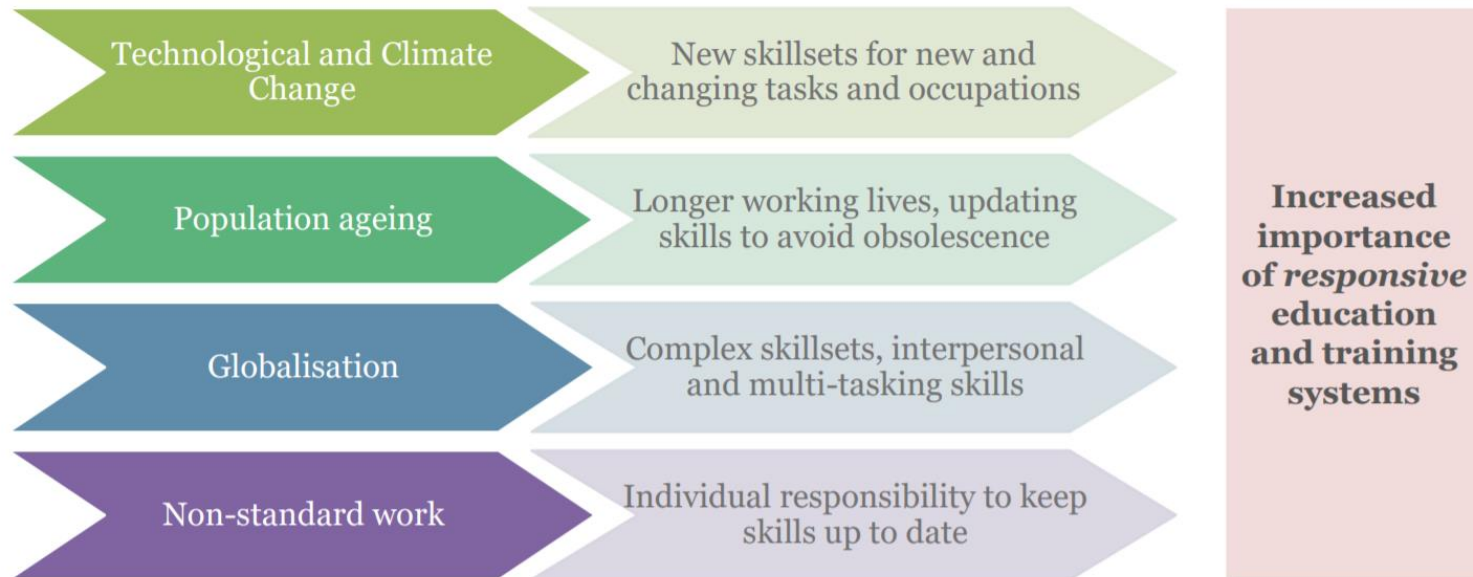 Technological and Climate
Change
New skillsets for new and
changing tasks and occupations
Population ageing
Longer working lives, updating
skills to avoid obsolescence
Globalisation
Complex skillsets, interpersonal
and multi-tasking skills
Non-standard work
Individual responsibility to keep
skills up to date
Increased
importance
of responsive
education
and training
systems